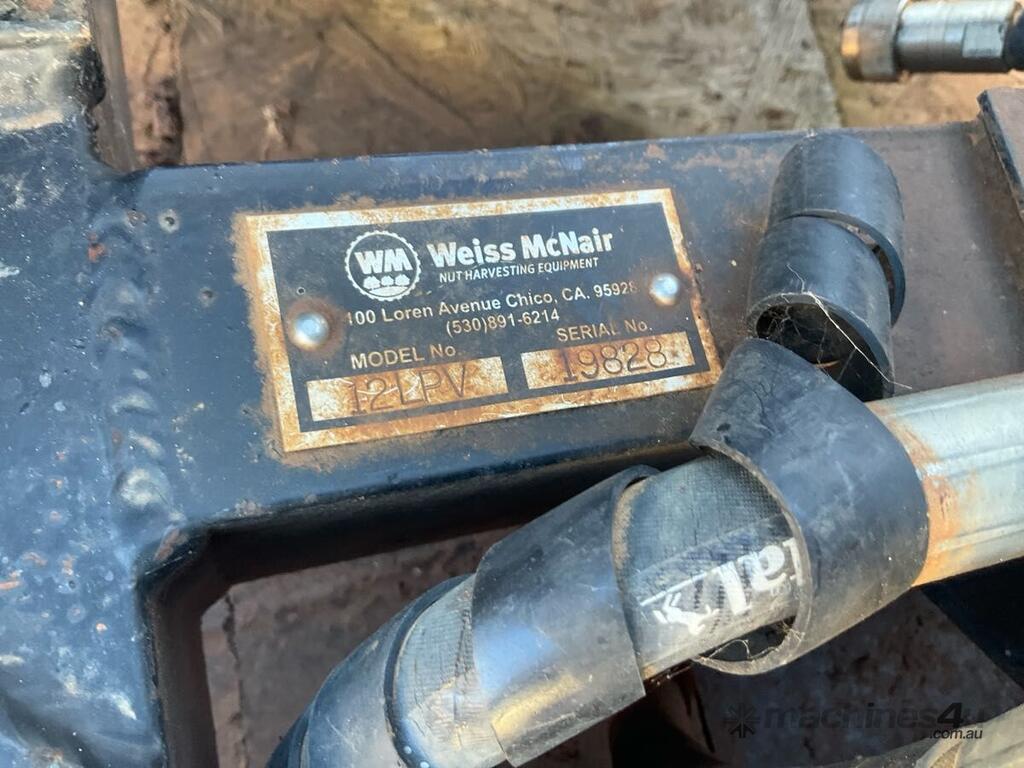 WM Weiss McNair
NUT HARVESTING EQUIPMENT
100 Loren Avenue Chico, CA. 95928
(530)891-6214
MODEL No. SERIAL No.
12LPV 19828
machines4u
.com.au